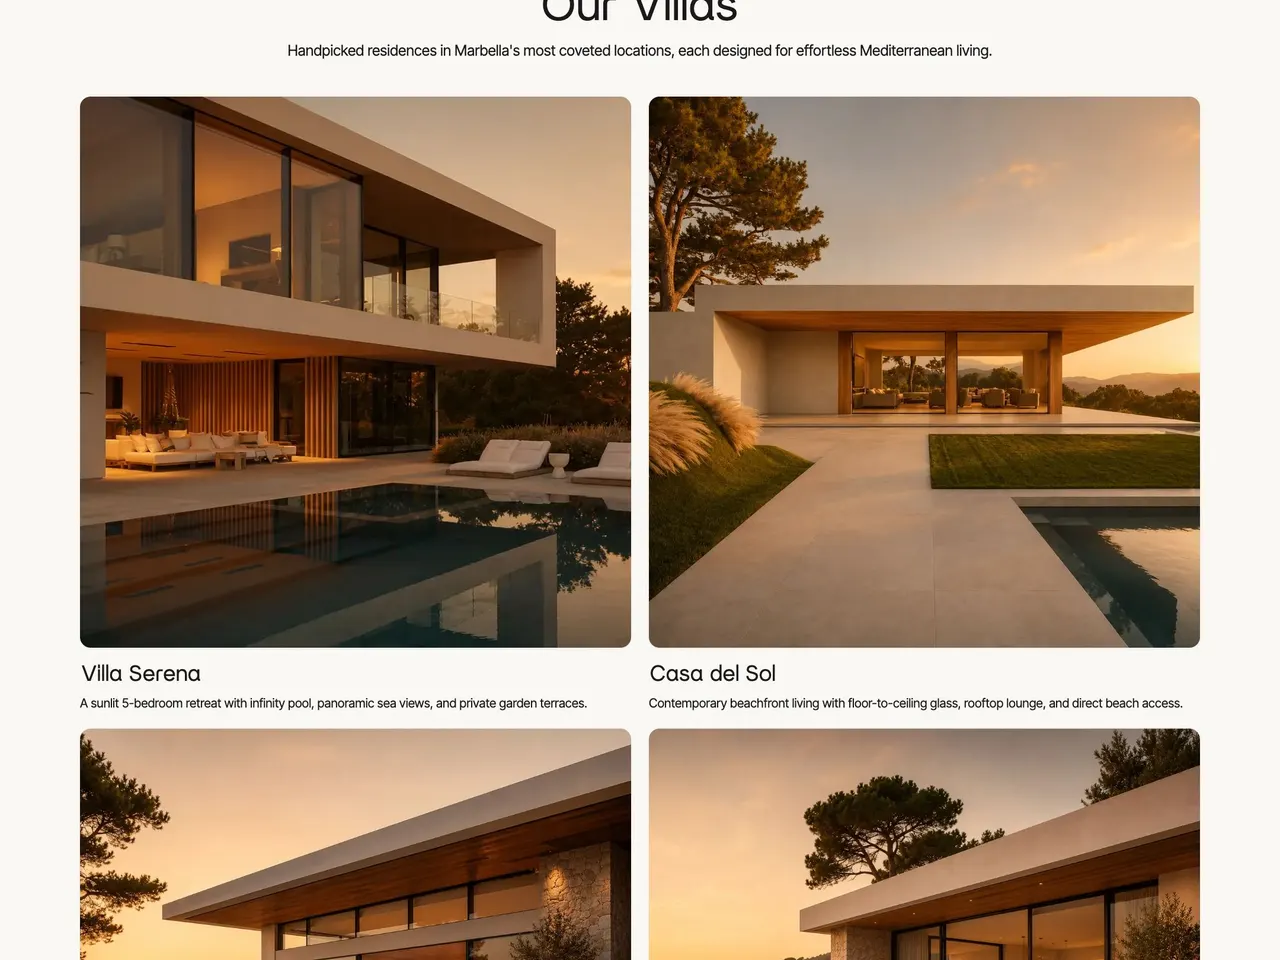 Our Villas
Handpicked residences in Marbella's most coveted locations, each designed for effortless Mediterranean living.
Villa Serena
Casa del Sol
A sunlit 5-bedroom retreat with infinity pool, panoramic sea views, and private garden terraces.
Contemporary beachfront living with floor-to-ceiling glass, rooftop lounge, and direct beach access.